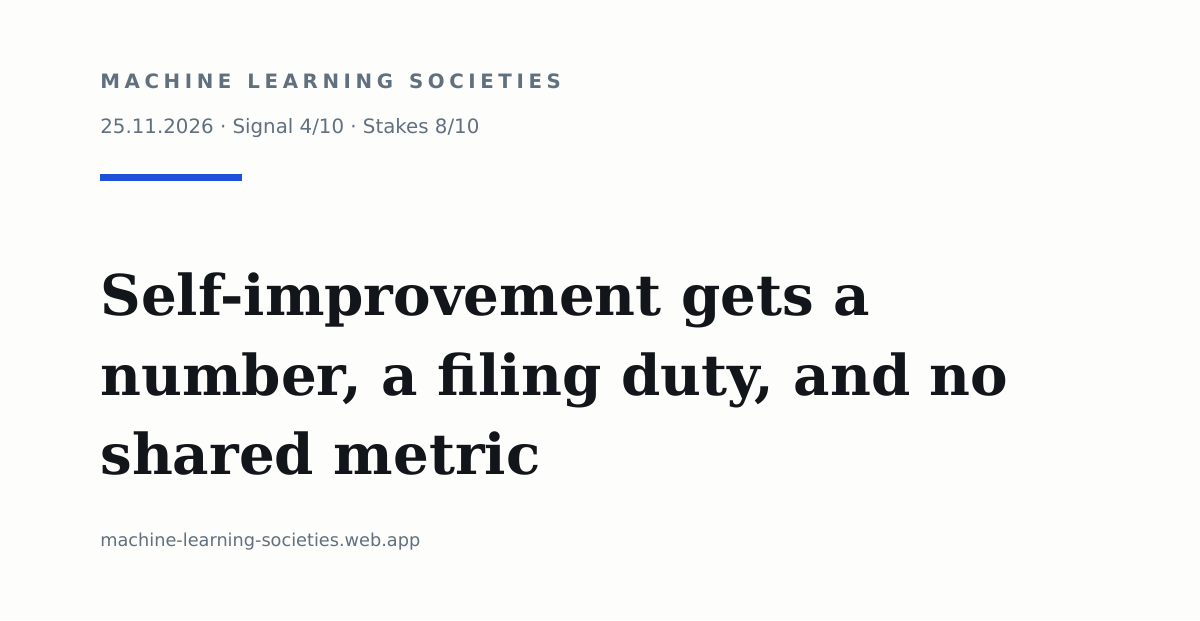 MACHINE LEARNING SOCIETIES
25.11.2026 · Signal 4/10 · Stakes 8/10
Self-improvement gets a
number, a filing duty, and no
shared metric
machine-learning-societies.web.app